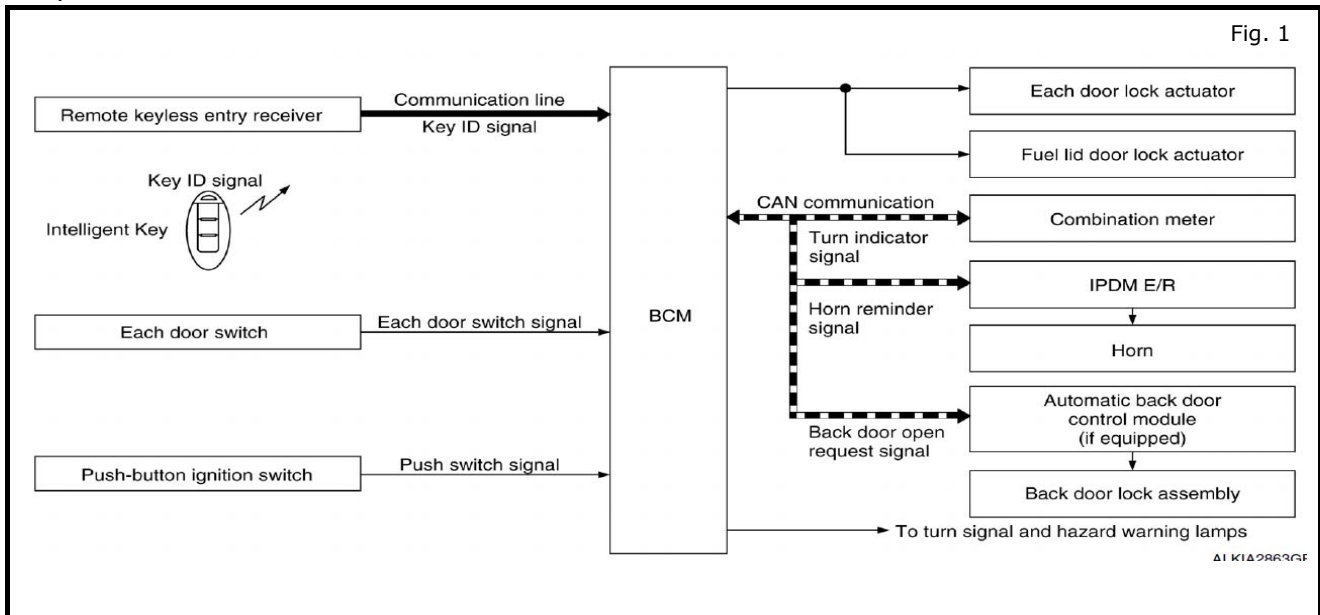 Fig. 1
Remote keyless entry receiver
Communication line
Key ID signal
Key ID signal
Intelligent Key
Each door switch
Each door switch signal
Push-button ignition switch
Push switch signal
BCM
Each door lock actuator
Fuel lid door lock actuator
CAN communication
Combination meter
Turn indicator
signal
IPDM E/R
Horn reminder
signal
Horn
Automatic back door
control module
(if equipped)
Back door open
request signal
Back door lock assembly
To turn signal and hazard warning lamps